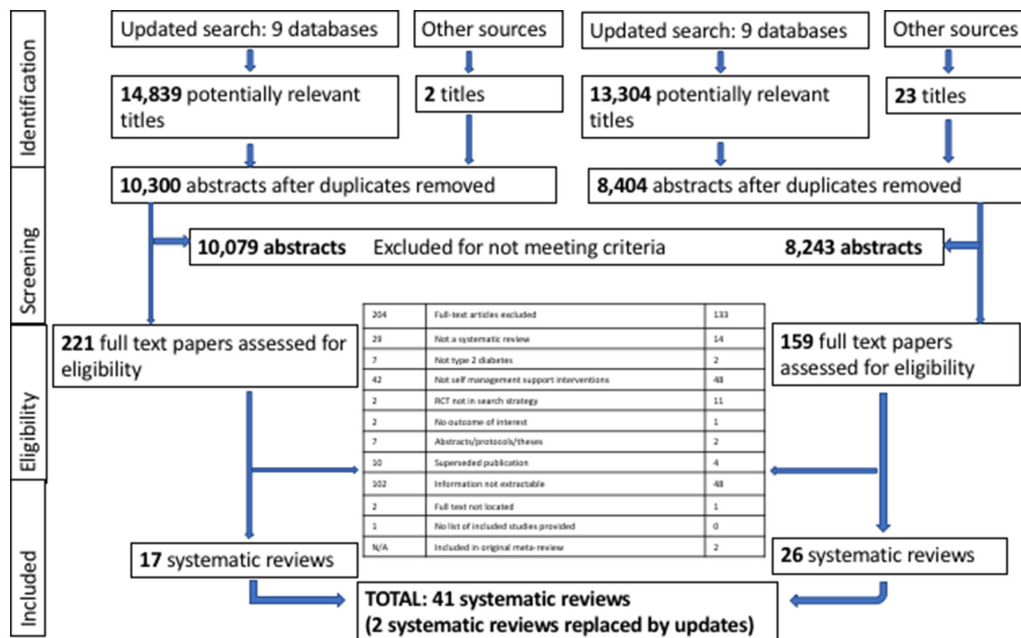 Identification
Updated search: 9 databases
Other sources
Updated search: 9 databases
Other sources
14,839 potentially relevant
titles
2 titles
13,304 potentially relevant
titles
23 titles
Screening
10,300 abstracts after duplicates removed
8,404 abstracts after duplicates removed
10,079 abstracts Excluded for not meeting criteria 8,243 abstracts
Eligibility
221 full text papers assessed for
eligibility
159 full text papers
assessed for eligibility
204 Full-text articles excluded 133
29 Not a systematic review 14
7 Not type 2 diabetes 2
42 Not self management support interventions 48
2 RCT not in search strategy 11
2 No outcome of interest 1
7 Abstracts/protocols/theses 2
10 Superseded publication 4
102 Information not extractable 48
2 Full text not located 1
1 No list of included studies provided 0
N/A Included in original meta-review 2
Included
17 systematic reviews
26 systematic reviews
TOTAL: 41 systematic reviews
(2 systematic reviews replaced by updates)